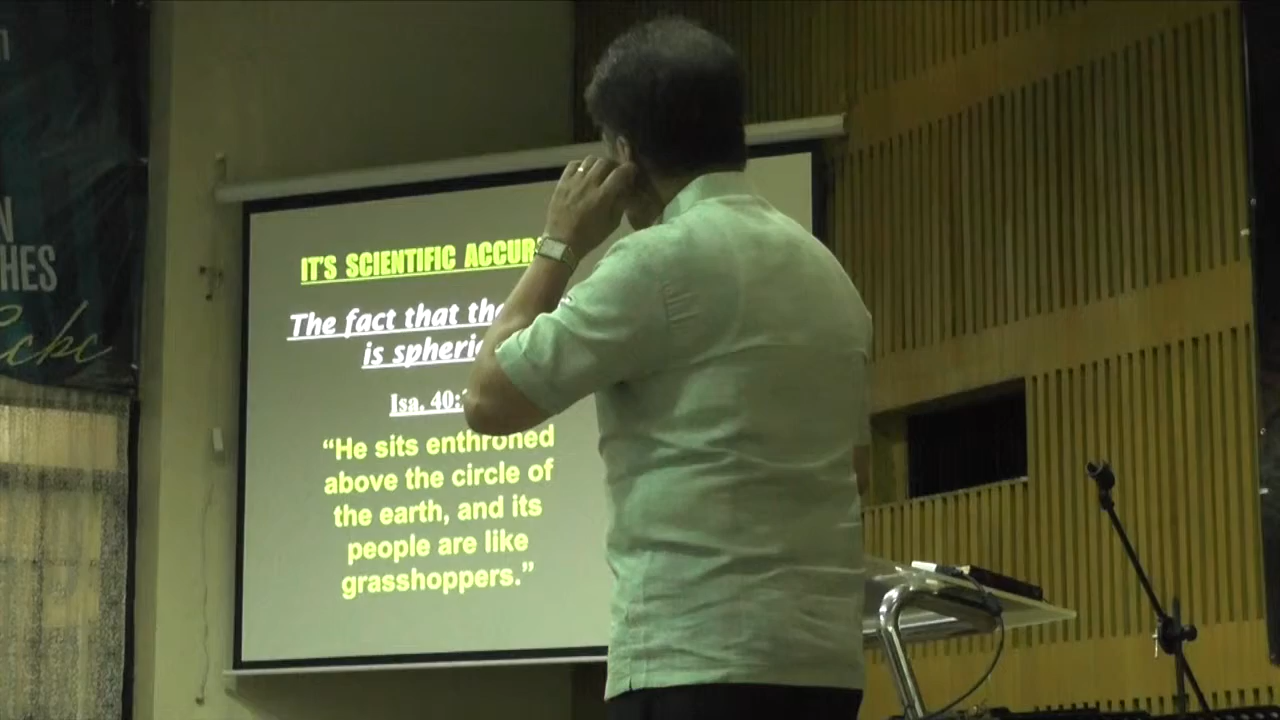 N
HES
ccbc
IT'S SCIENTIFIC ACCUR
The fact that the
is spheric
Isa. 40:
“He sits enthroned
above the circle of
the earth, and its
people are like
grasshoppers.”